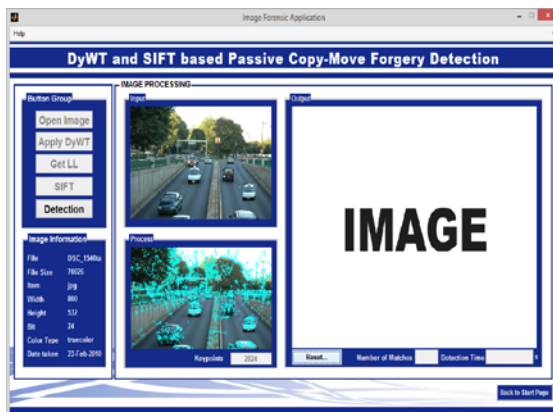 Image Forensic Application
Help
DyWT and SIFT based Passive Copy-Move Forgery Detection
Button Group
Open Image
Apply DyWT
Get LL
SIFT
Detection
Image Information
File DSC_1540tu
File Size 78026
Item jpg
Width 800
Height 532
Bit 24
Color Type truecolor
Date taken 23-Feb-2010
IMAGE PROCESSING
Input
Process
Keypoints 2024
Output
IMAGE
Reset...
Number of Matches
Detection Time
s
Back to Start Page